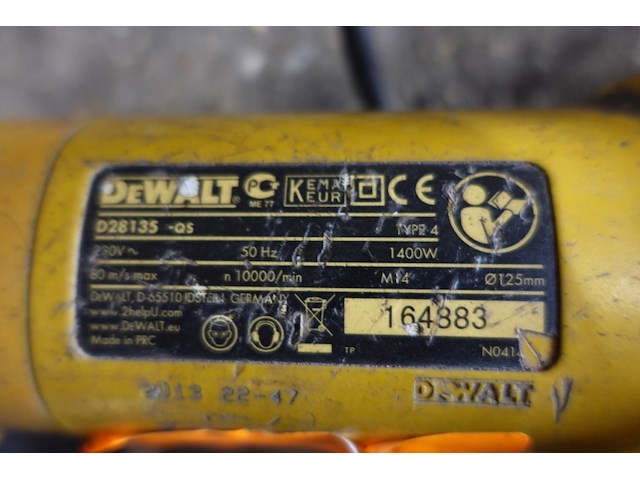 DEWALT® PG ME 77 KEMA KEUR CE
D28135 -QS TYPE 4
230V~ 50 Hz 1400W
80 m/s max n 10000/min M14 Ø125mm
DEWALT, D-65510 IDSTEIN GERMANY
www.2helpU.com
www.DEWALT.eu
Made in PRC
164883
TP
N0414
2013 22-47
DEWALT